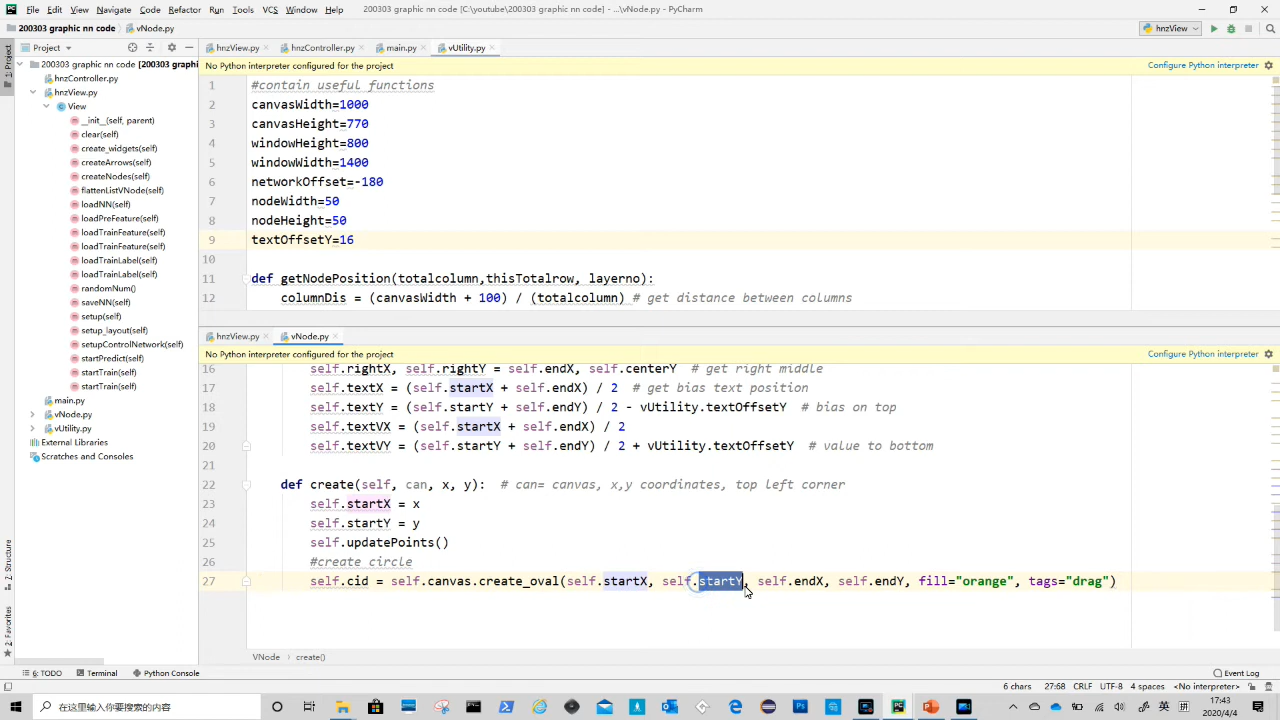 File Edit View Navigate Code Refactor Run Tools VCS Window Help 200303 graphic nn code [C:\youtube\200303 graphic nn code] - ...\vNode.py - PyCharm
200303 graphic nn code vNode.py hnzView
Project hnzView.py hnzController.py main.py vUtility.py
1: Project
200303 graphic nn code [200303 graphi
hnzController.py
hnzView.py
View
__init__(self, parent)
clear(self)
create_widgets(self)
createArrows(self)
createNodes(self)
flattenListVNode(self)
loadNN(self)
loadPreFeature(self)
loadTrainFeature(self)
loadTrainFeature(self)
loadTrainLabel(self)
loadTrainLabel(self)
randomNum()
saveNN(self)
setup(self)
setup_layout(self)
setupControlNetwork(self)
startPredict(self)
startTrain(self)
startTrain(self)
main.py
vNode.py
vUtility.py
External Libraries
Scratches and Consoles
No Python interpreter configured for the project Configure Python interpreter
1 #contain useful functions
2 canvasWidth=1000
3 canvasHeight=770
4 windowHeight=800
5 windowWidth=1400
6 networkOffset=-180
7 nodeWidth=50
8 nodeHeight=50
9 textOffsetY=16
10
11 def getNodePosition(totalcolumn,thisTotalrow, layerno):
12 columnDis = (canvasWidth + 100) / (totalcolumn) # get distance between columns
hnzView.py vNode.py
No Python interpreter configured for the project Configure Python interpreter
16 self.rightX, self.rightY = self.endX, self.centerY # get right middle
17 self.textX = (self.startX + self.endX) / 2 # get bias text position
18 self.textY = (self.startY + self.endY) / 2 - vUtility.textOffsetY # bias on top
19 self.textVX = (self.startX + self.endX) / 2
20 self.textVY = (self.startY + self.endY) / 2 + vUtility.textOffsetY # value to bottom
21
22 def create(self, can, x, y): # can= canvas, x,y coordinates, top left corner
23 self.startX = x
24 self.startY = y
25 self.updatePoints()
26 #create circle
27 self.cid = self.canvas.create_oval(self.startX, self.startY, self.endX, self.endY, fill="orange", tags="drag")
VNode create()
7: Structure
2: Favorites
6: TODO Terminal Python Console Event Log
6 chars 27:68 CRLF UTF-8 4 spaces <No interpreter>
在这里输入你要搜索的内容 英 17:43
2020/4/4